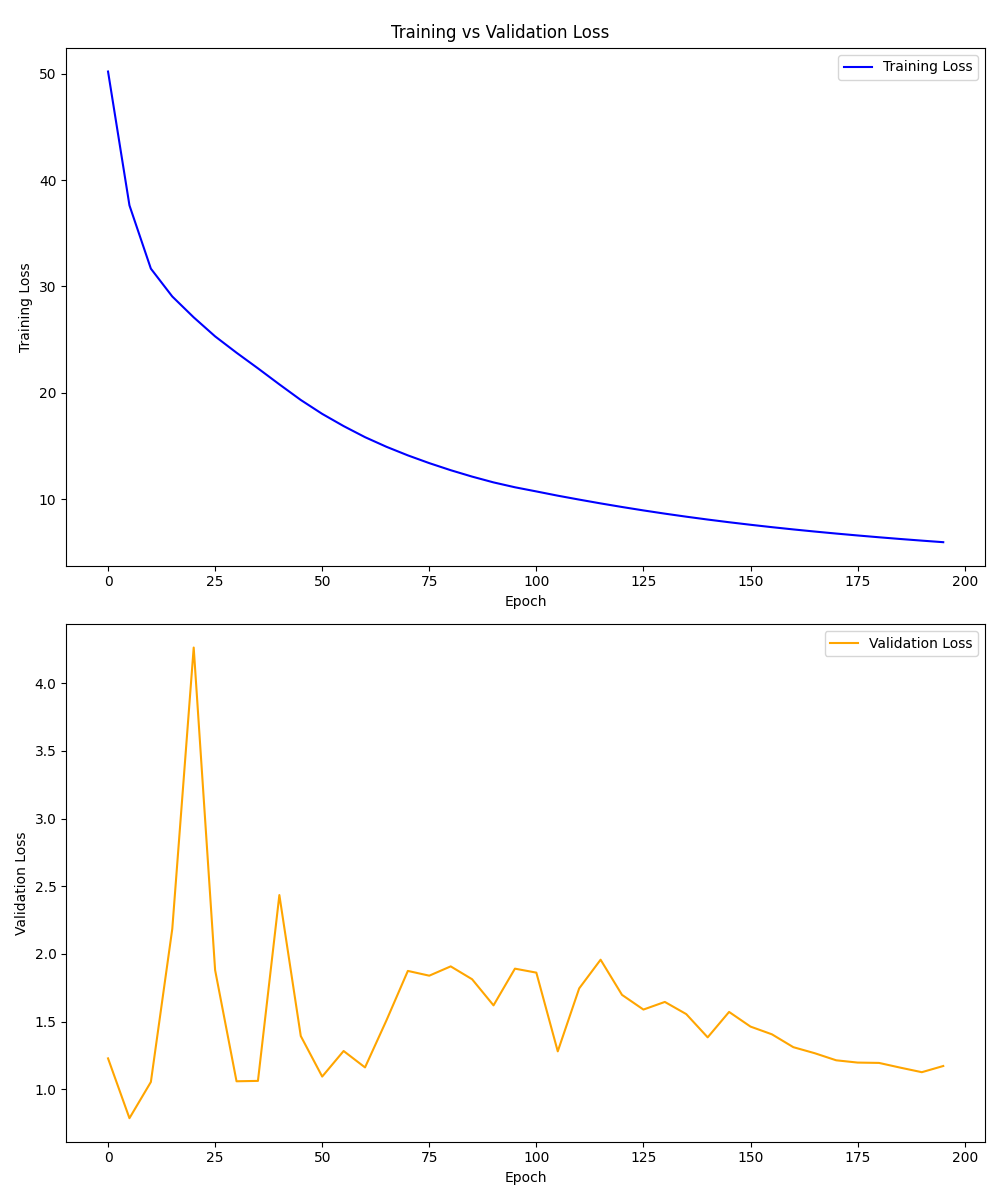 Training vs Validation Loss
Training Loss
50
40
30
20
10
Training Loss
0 25 50 75 100 125 150 175 200
Epoch
Validation Loss
4.0
3.5
3.0
2.5
2.0
1.5
1.0
Validation Loss
0 25 50 75 100 125 150 175 200
Epoch